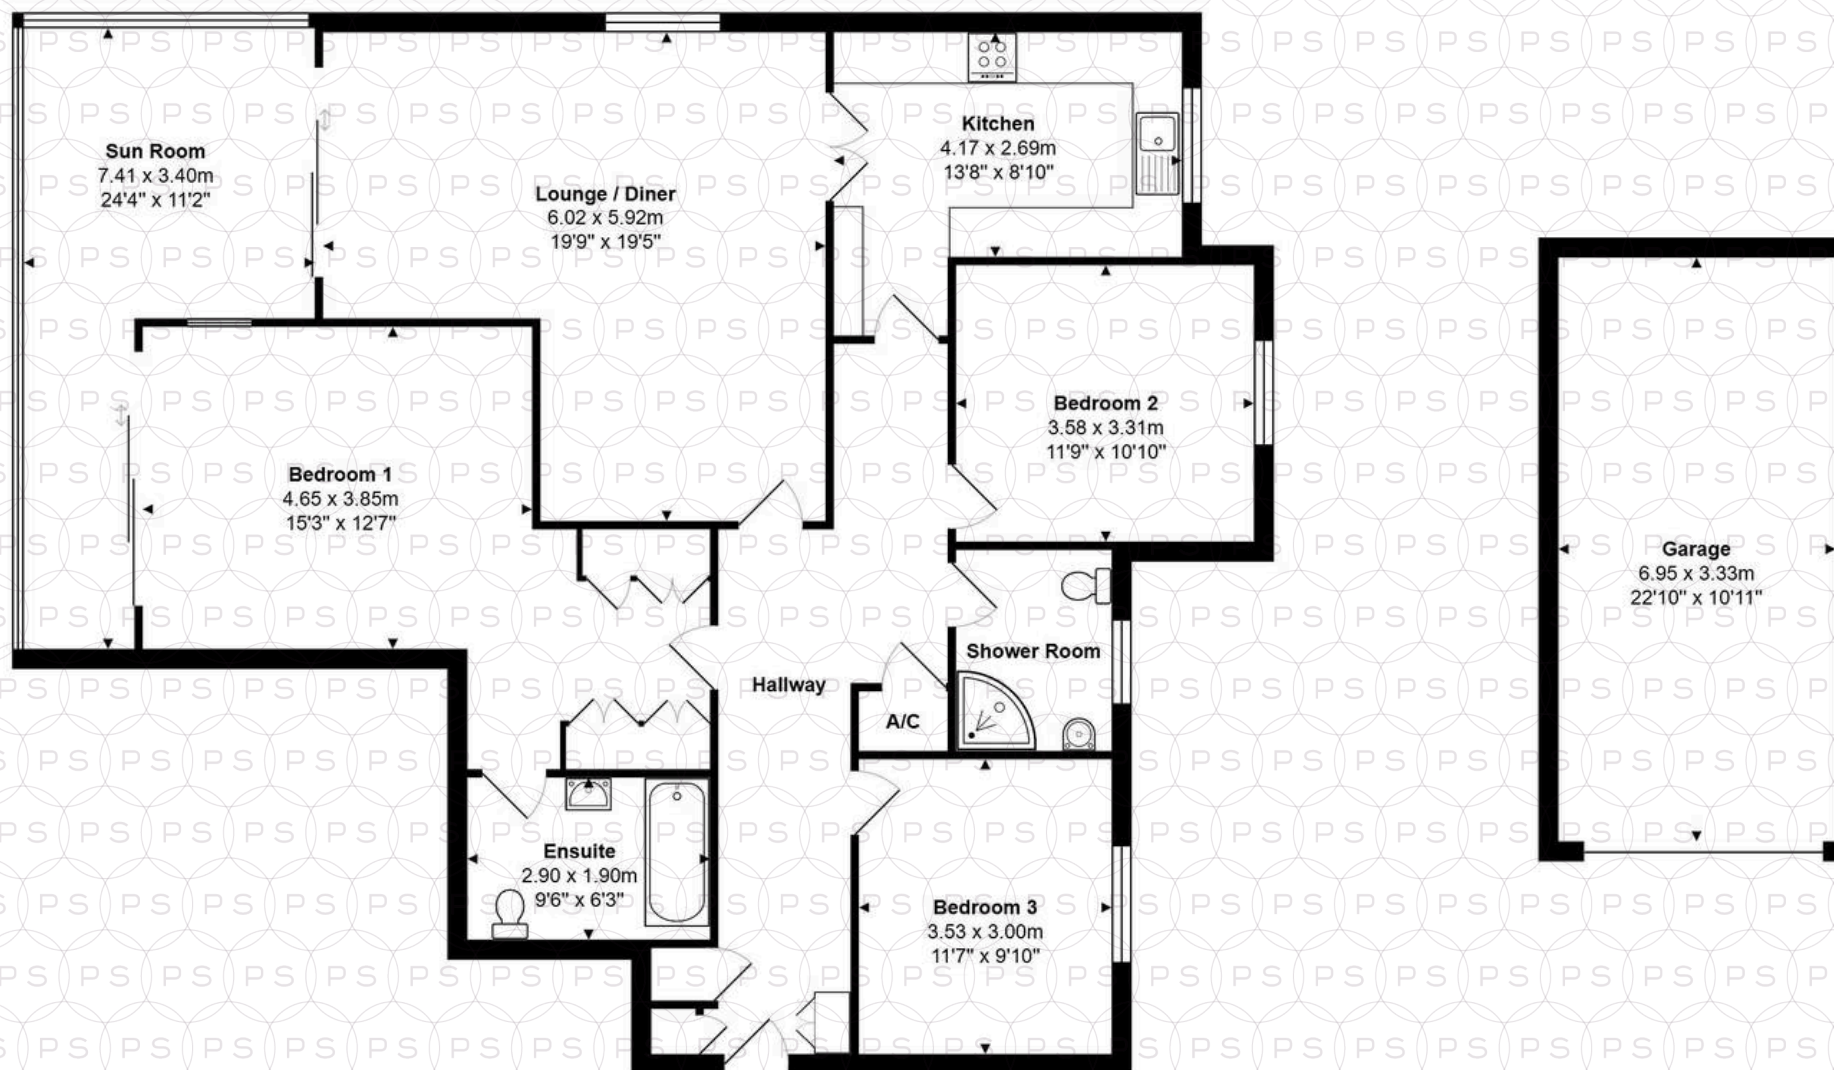 Sun Room
7.41 x 3.40m
24'4" x 11'2"
Lounge / Diner
6.02 x 5.92m
19'9" x 19'5"
Kitchen
4.17 x 2.69m
13'8" x 8'10"
Bedroom 2
3.58 x 3.31m
11'9" x 10'10"
Bedroom 1
4.65 x 3.85m
15'3" x 12'7"
Garage
6.95 x 3.33m
22'10" x 10'11"
Shower Room
Hallway
A/C
Ensuite
2.90 x 1.90m
9'6" x 6'3"
Bedroom 3
3.53 x 3.00m
11'7" x 9'10"